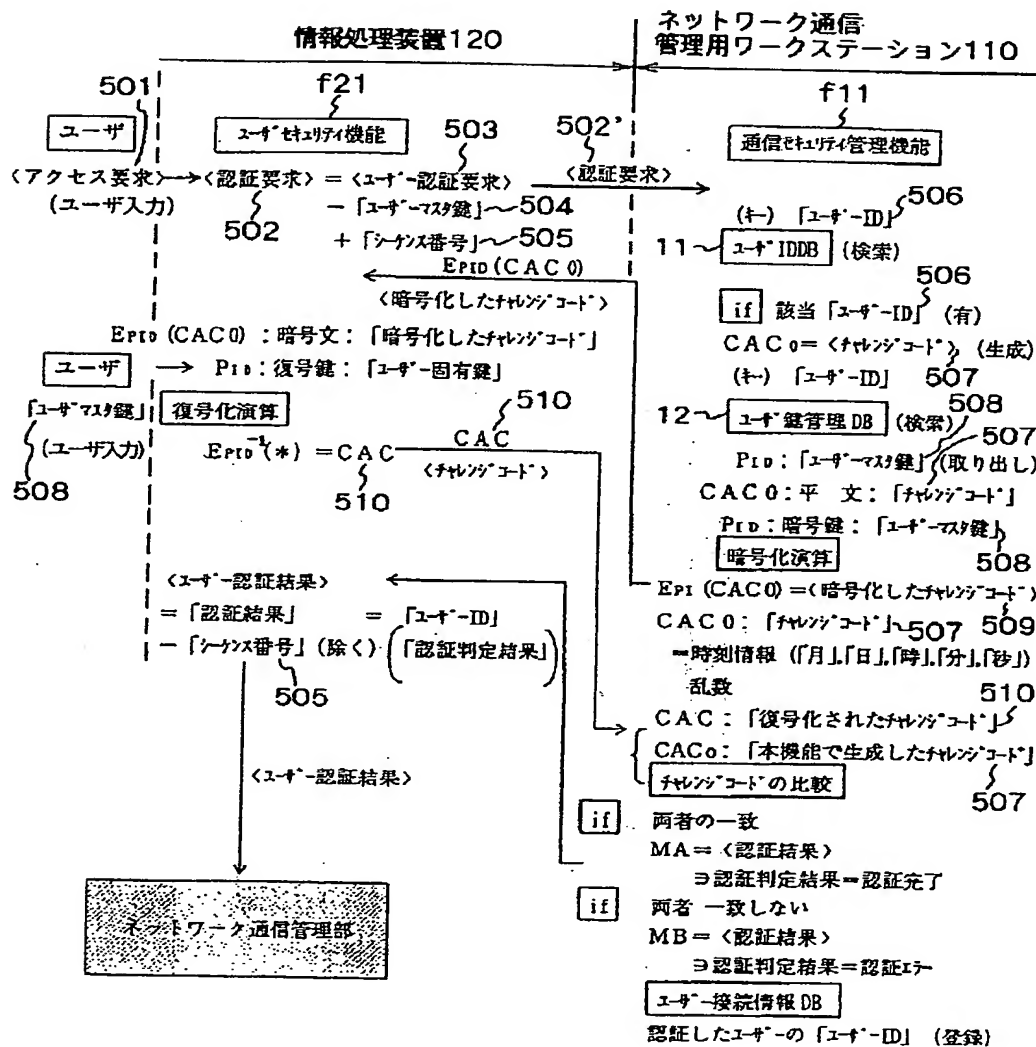 情報処理装置120
ネットワーク通信
管理用ワークステーション110
501
f21
f11
ユーザ
ユーザセキュリティ機能
503
502'
通信セキュリティ管理機能
〈アクセス要求〉
〈認証要求〉=〈ユーザー認証要求〉
〈認証要求〉
(ユーザ入力)
-「ユーザーマスタ鍵」
504
502
+「シーケンス番号」
505
(キー)「ユーザーID」
506
11
ユーザIDDB
(検索)
EPID(CAC0)
〈暗号化したチャレンジコード〉
506
if
該当「ユーザーID」(有)
EPID(CAC0):暗号文:「暗号化したチャレンジコード」
CAC0=〈チャレンジコード〉(生成)
ユーザ
PID:復号鍵:「ユーザー固有鍵」
(キー)「ユーザーID」
507
「ユーザマスタ鍵」
復号化演算
510
12
ユーザ鍵管理DB
(検索)
508
507
(ユーザ入力)
EPID⁻¹(*)=CAC
CAC
〈チャレンジコード〉
PID:「ユーザーマスタ鍵」(取り出し)
508
510
CAC0:平 文:「チャレンジコード」
PID:暗号鍵:「ユーザーマスタ鍵」
暗号化演算
508
〈ユーザー認証結果〉
EPI(CAC0)=〈暗号化したチャレンジコード〉
=「認証結果」
=「ユーザーID」
CAC0:「チャレンジコード」
507
509
-「シーケンス番号」(除く)
(「認証判定結果」)
=時刻情報(「月」.「日」.「時」.「分」.「秒」)
505
乱数
510
CAC:「復号化されたチャレンジコード」
CAC0:「本機能で生成したチャレンジコード」
〈ユーザー認証結果〉
チャレンジコードの比較
507
if
両者の一致
MA=〈認証結果〉
∋認証判定結果=認証完了
ネットワーク通信管理部
if
両者 一致しない
MB=〈認証結果〉
∋認証判定結果=認証エラー
ユーザー接続情報DB
認証したユーザーの「ユーザーID」(登録)